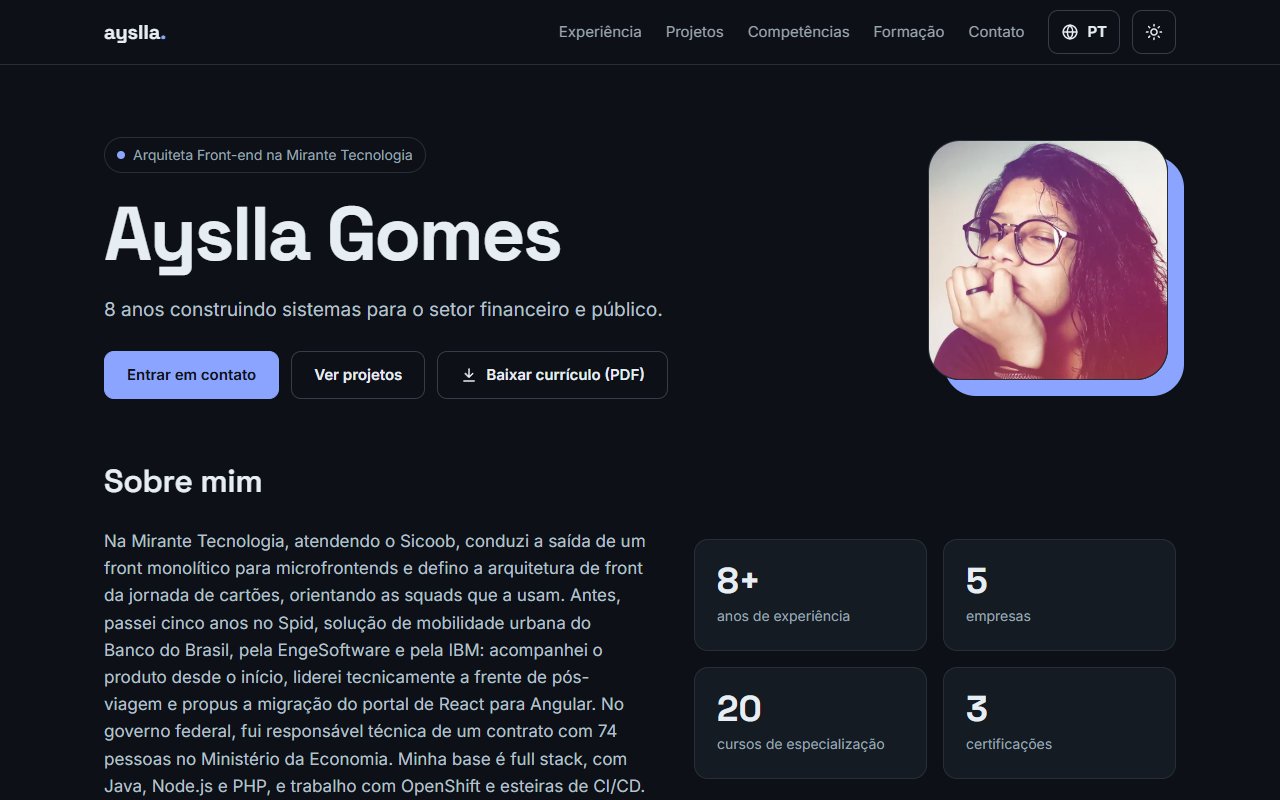 ayslla.
Experiência
Projetos
Competências
Formação
Contato
PT
Arquiteta Front-end na Mirante Tecnologia
Ayslla Gomes
8 anos construindo sistemas para o setor financeiro e público.
Entrar em contato
Ver projetos
Baixar currículo (PDF)
Sobre mim
Na Mirante Tecnologia, atendendo o Sicoob, conduzi a saída de um
front monolítico para microfrontends e defino a arquitetura de front
da jornada de cartões, orientando as squads que a usam. Antes,
passei cinco anos no Spid, solução de mobilidade urbana do
Banco do Brasil, pela EngeSoftware e pela IBM: acompanhei o
produto desde o início, liderei tecnicamente a frente de pós-
viagem e propus a migração do portal de React para Angular. No
governo federal, fui responsável técnica de um contrato com 74
pessoas no Ministério da Economia. Minha base é full stack, com
Java, Node.js e PHP, e trabalho com OpenShift e esteiras de CI/CD.
8+
anos de experiência
5
empresas
20
cursos de especialização
3
certificações